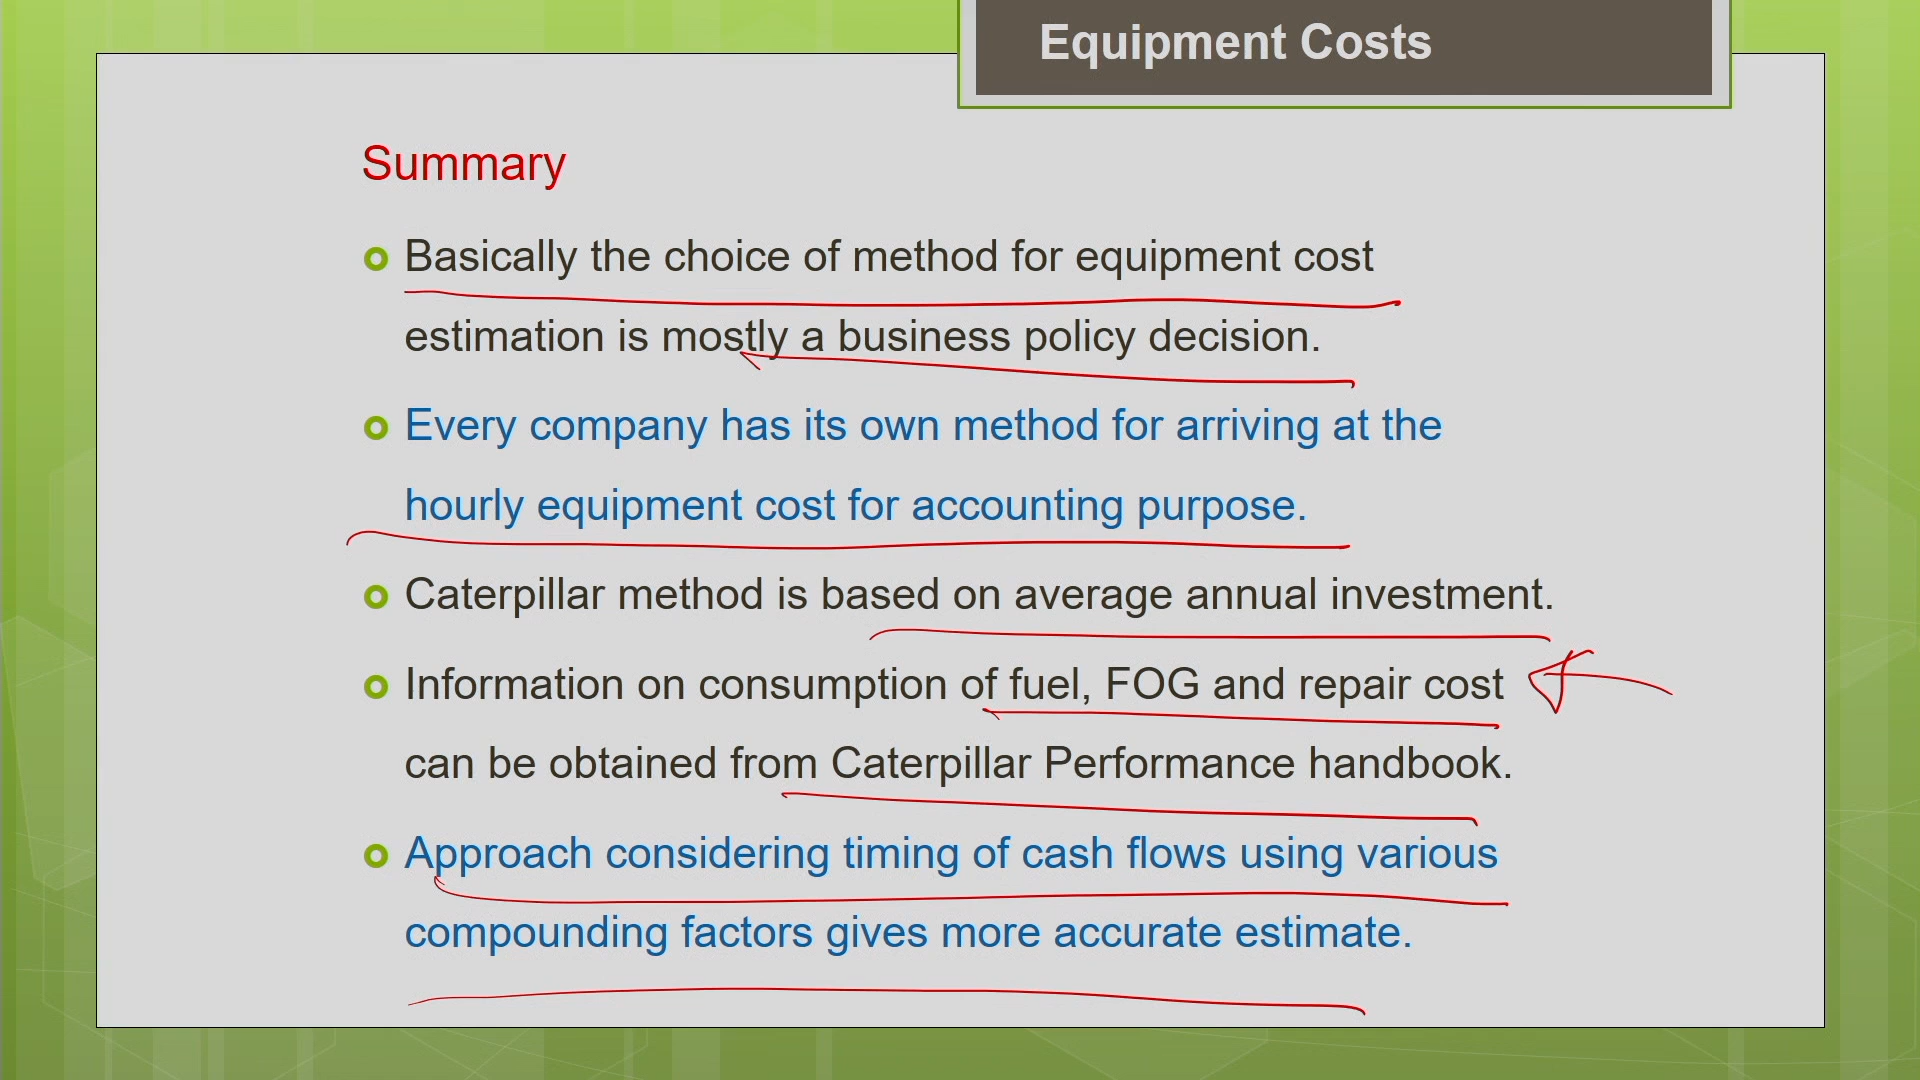 Equipment Costs
Summary
Basically the choice of method for equipment cost
estimation is mostly a business policy decision.
Every company has its own method for arriving at the
hourly equipment cost for accounting purpose.
Caterpillar method is based on average annual investment.
Information on consumption of fuel, FOG and repair cost
can be obtained from Caterpillar Performance handbook.
Approach considering timing of cash flows using various
compounding factors gives more accurate estimate.